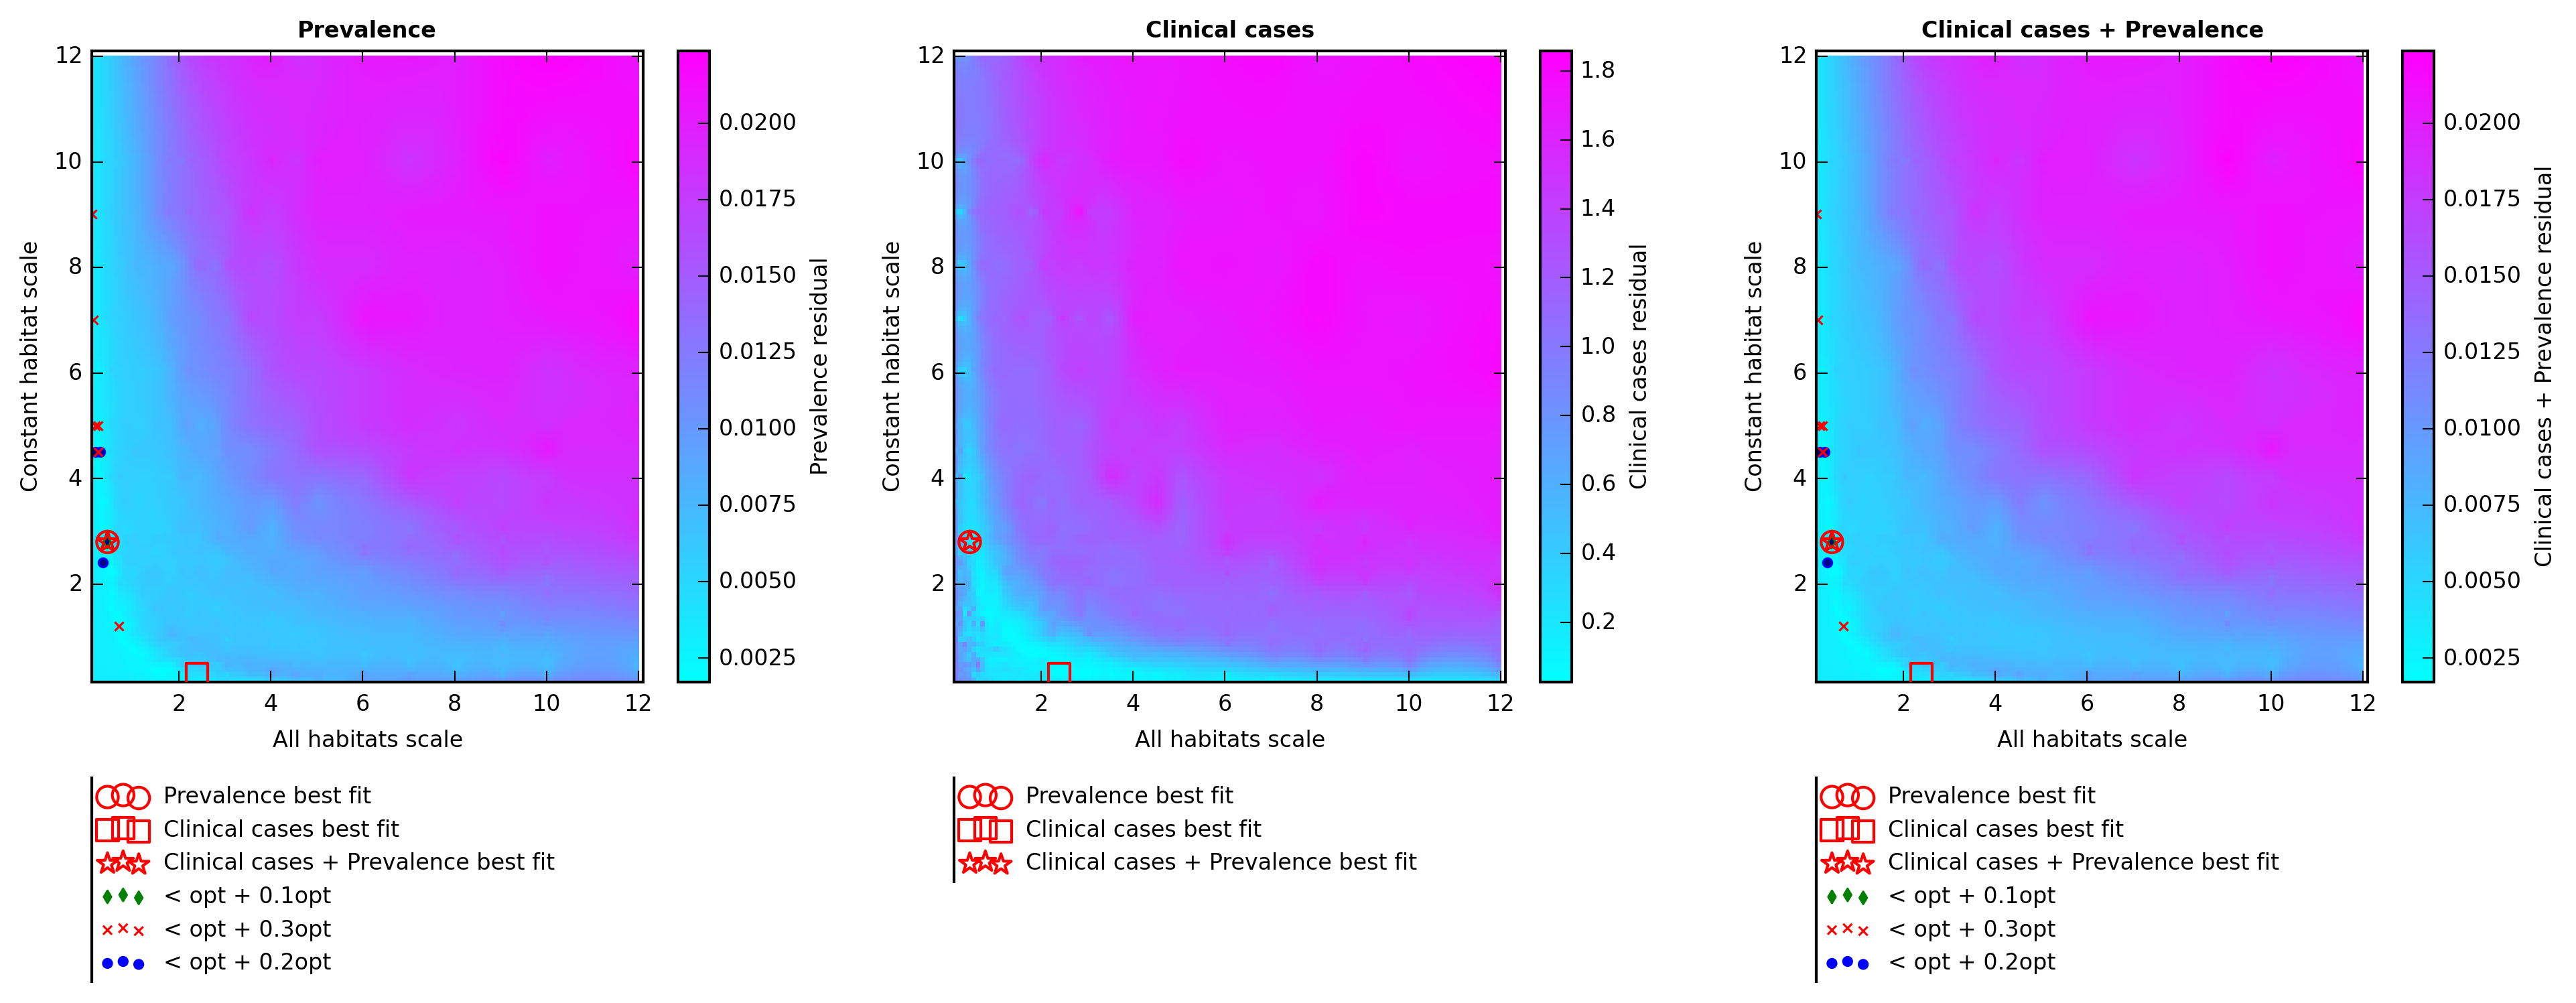 Prevalence
12
10
8
6
4
2
Constant habitat scale
2 4 6 8 10 12
All habitats scale
0.0200
0.0175
0.0150
0.0125
0.0100
0.0075
0.0050
0.0025
Prevalence residual
Prevalence best fit
Clinical cases best fit
Clinical cases + Prevalence best fit
< opt + 0.1opt
< opt + 0.3opt
< opt + 0.2opt
Clinical cases
12
10
8
6
4
2
Constant habitat scale
2 4 6 8 10 12
All habitats scale
1.8
1.6
1.4
1.2
1.0
0.8
0.6
0.4
0.2
Clinical cases residual
Prevalence best fit
Clinical cases best fit
Clinical cases + Prevalence best fit
Clinical cases + Prevalence
12
10
8
6
4
2
Constant habitat scale
2 4 6 8 10 12
All habitats scale
0.0200
0.0175
0.0150
0.0125
0.0100
0.0075
0.0050
0.0025
Clinical cases + Prevalence residual
Prevalence best fit
Clinical cases best fit
Clinical cases + Prevalence best fit
< opt + 0.1opt
< opt + 0.3opt
< opt + 0.2opt